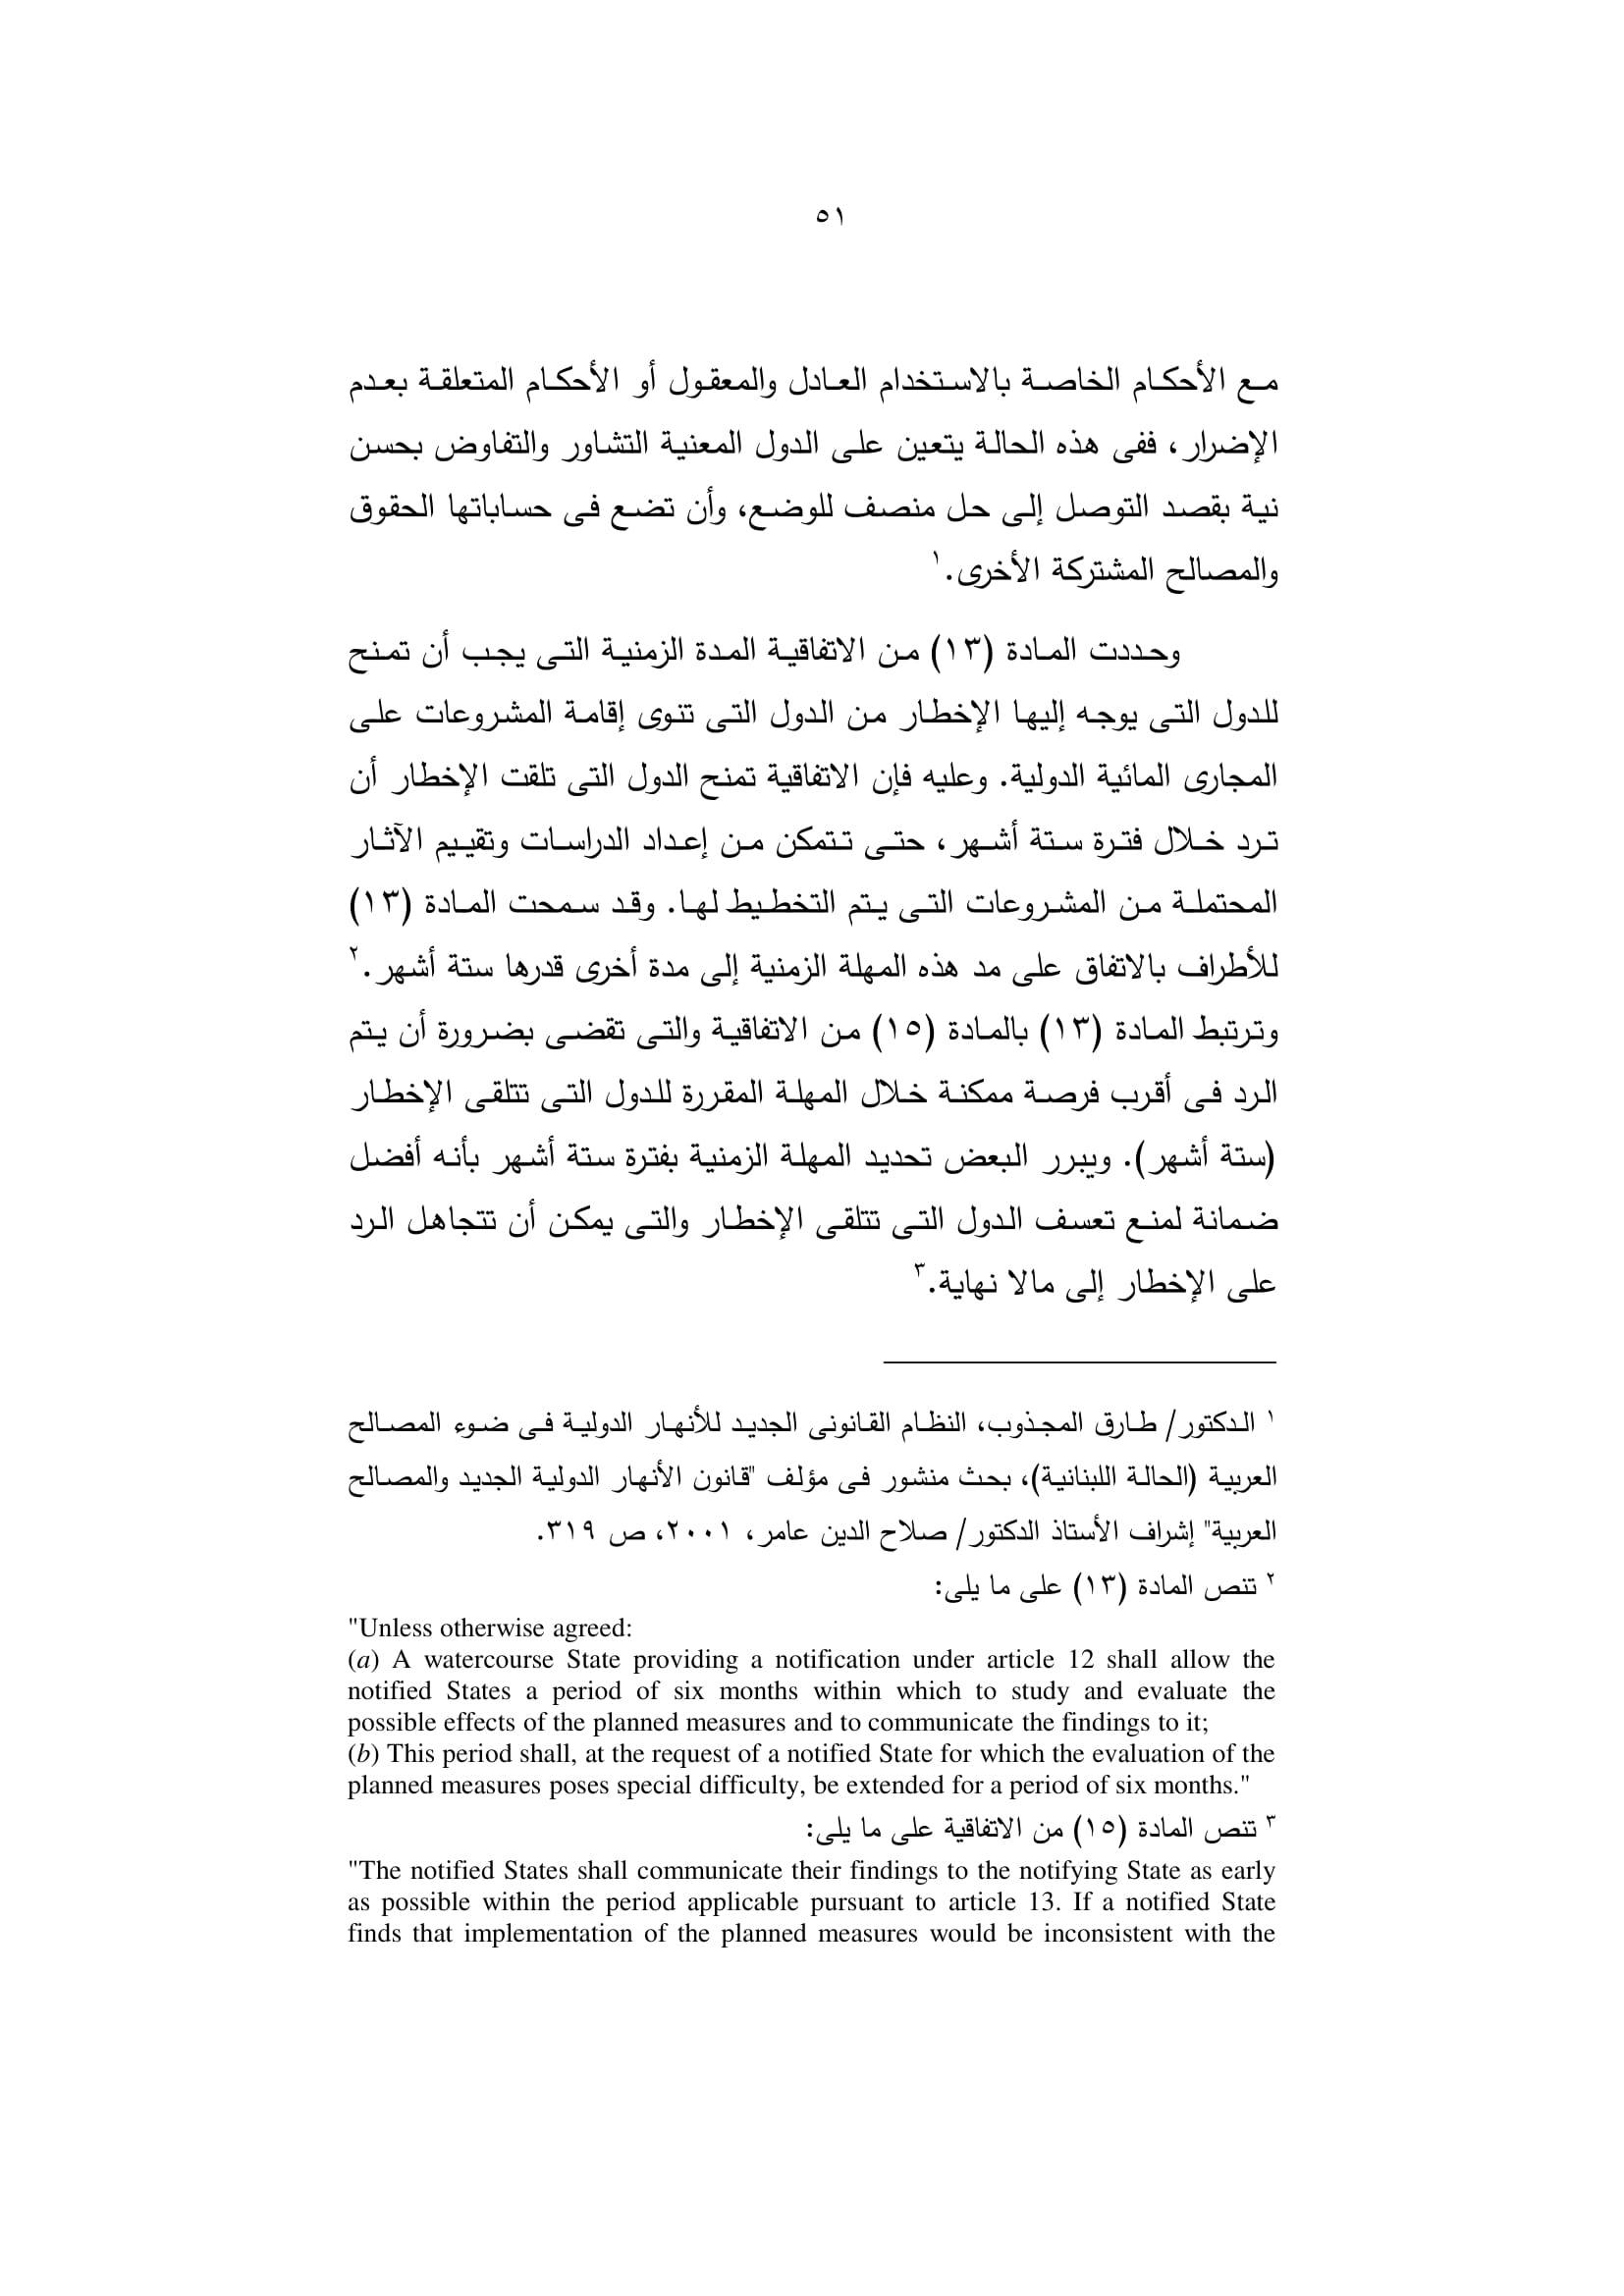 ٥١
مع الأحكام الخاصة بالاستخدام العادل والمعقول أو الأحكام المتعلقة بعدم
الإضرار، ففى هذه الحالة يتعين على الدول المعنية التشاور والتفاوض بحسن
نية بقصد التوصل إلى حل منصف للوضع، وأن تضع فى حساباتها الحقوق
والمصالح المشتركة الأخرى.١
وحددت المادة (١٣) من الاتفاقية المدة الزمنية التى يجب أن تمنح
للدول التى يوجه إليها الإخطار من الدول التى تنوى إقامة المشروعات على
المجارى المائية الدولية. وعليه فإن الاتفاقية تمنح الدول التى تلقت الإخطار أن
ترد خلال فترة ستة أشهر، حتى تتمكن من إعداد الدراسات وتقييم الآثار
المحتملة من المشروعات التى يتم التخطيط لها. وقد سمحت المادة (١٣)
للأطراف بالاتفاق على مد هذه المهلة الزمنية إلى مدة أخرى قدرها ستة أشهر.٢
وترتبط المادة (١٣) بالمادة (١٥) من الاتفاقية والتى تقضى بضرورة أن يتم
الرد فى أقرب فرصة ممكنة خلال المهلة المقررة للدول التى تتلقى الإخطار
(ستة أشهر). ويبرر البعض تحديد المهلة الزمنية بفترة ستة أشهر بأنه أفضل
ضمانة لمنع تعسف الدول التى تتلقى الإخطار والتى يمكن أن تتجاهل الرد
على الإخطار إلى مالا نهاية.٣
١ الدكتور/ طارق المجذوب، النظام القانونى الجديد للأنهار الدولية فى ضوء المصالح
العربية (الحالة اللبنانية)، بحث منشور فى مؤلف "قانون الأنهار الدولية الجديد والمصالح
العربية" إشراف الأستاذ الدكتور/ صلاح الدين عامر، ٢٠٠١، ص ٣١٩.
٢ تنص المادة (١٣) على ما يلى:
"Unless otherwise agreed:
(a) A watercourse State providing a notification under article 12 shall allow the
notified States a period of six months within which to study and evaluate the
possible effects of the planned measures and to communicate the findings to it;
(b) This period shall, at the request of a notified State for which the evaluation of the
planned measures poses special difficulty, be extended for a period of six months."
٣ تنص المادة (١٥) من الاتفاقية على ما يلى:
"The notified States shall communicate their findings to the notifying State as early
as possible within the period applicable pursuant to article 13. If a notified State
finds that implementation of the planned measures would be inconsistent with the